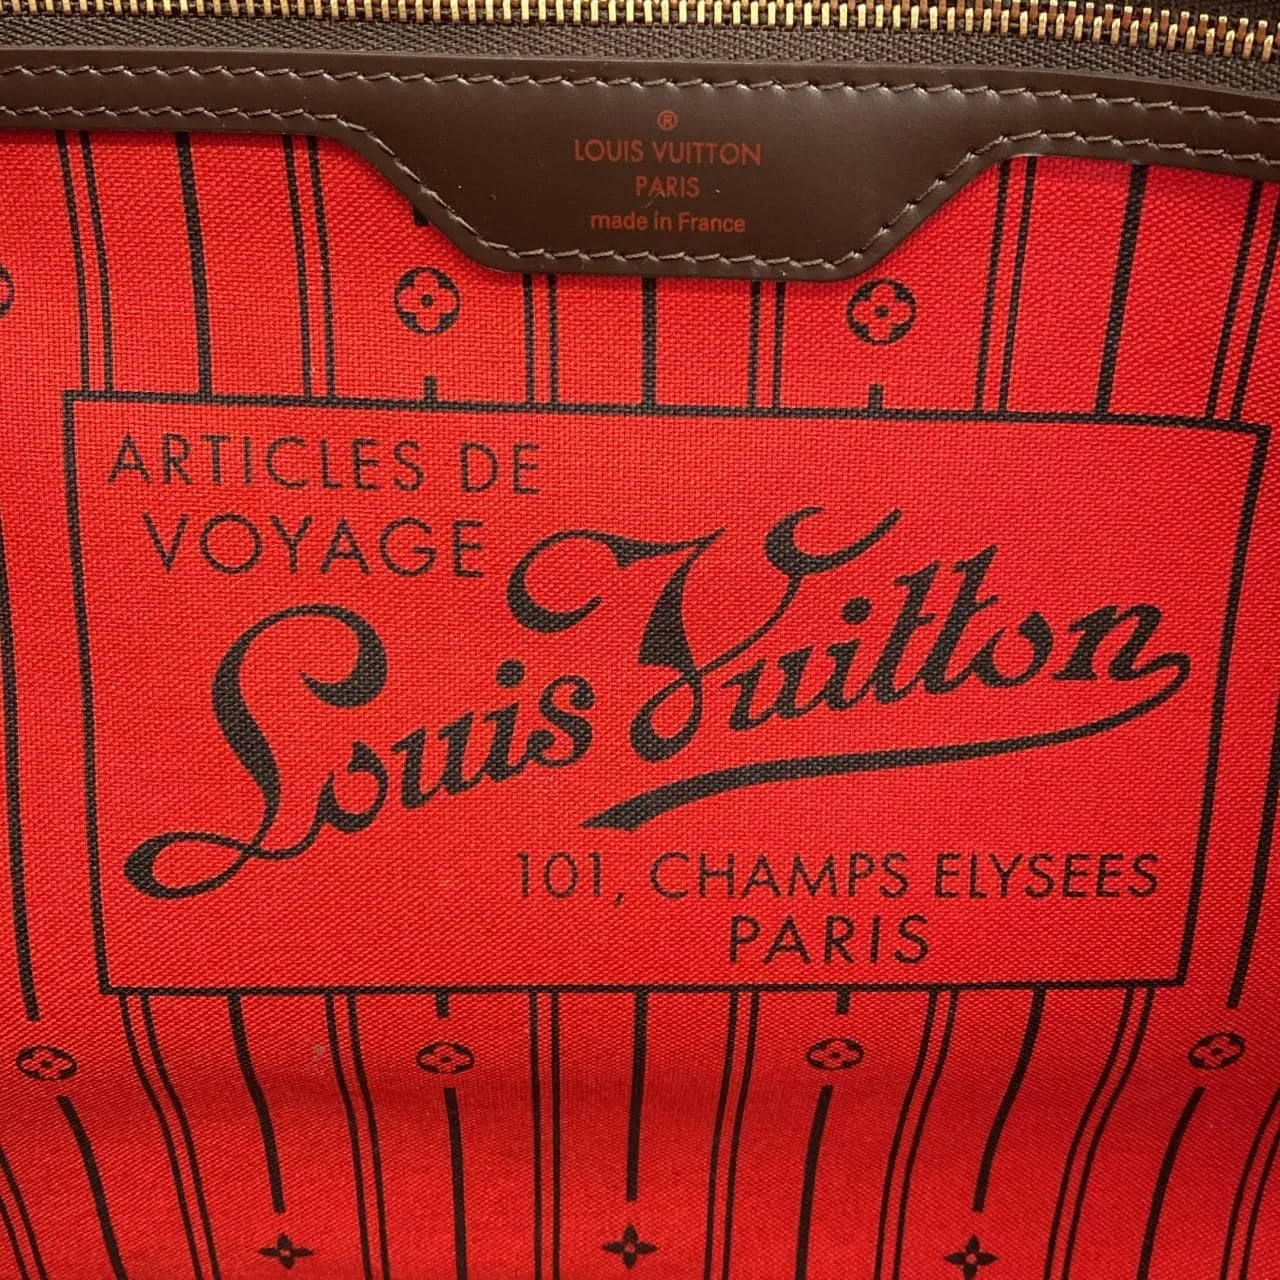 ®
LOUIS VUITTON
PARIS
made in France
ARTICLES DE
VOYAGE
Louis Vuitton
101, CHAMPS ELYSEES
PARIS